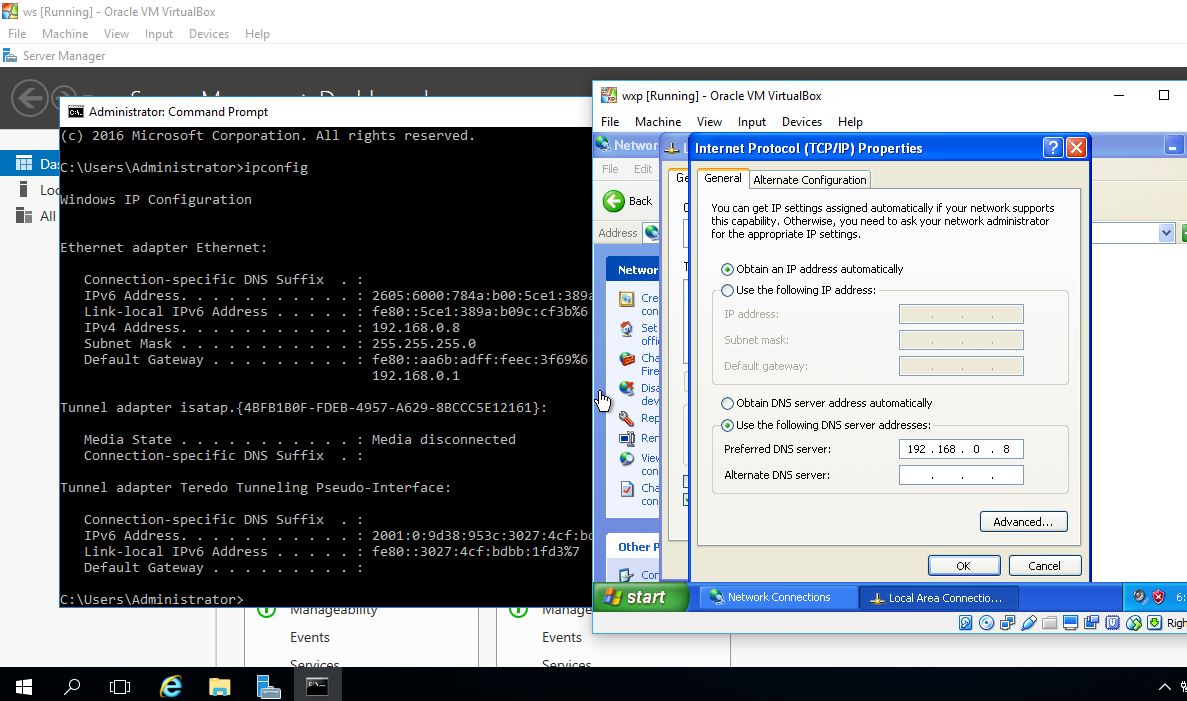 ws [Running] - Oracle VM VirtualBox
File Machine View Input Devices Help
Server Manager
Administrator: Command Prompt
(c) 2016 Microsoft Corporation. All rights reserved.
C:\Users\Administrator>ipconfig
Windows IP Configuration
Ethernet adapter Ethernet:
Connection-specific DNS Suffix . :
IPv6 Address. . . . . . . . . . . : 2605:6000:784a:b00:5ce1:389a
Link-local IPv6 Address . . . . . : fe80::5ce1:389a:b09c:cf3b%6
IPv4 Address. . . . . . . . . . . : 192.168.0.8
Subnet Mask . . . . . . . . . . . : 255.255.255.0
Default Gateway . . . . . . . . . : fe80::aa6b:adff:feec:3f69%6
192.168.0.1
Tunnel adapter isatap.{4BFB1B0F-FDEB-4957-A629-8BCCC5E12161}:
Media State . . . . . . . . . . . : Media disconnected
Connection-specific DNS Suffix . :
Tunnel adapter Teredo Tunneling Pseudo-Interface:
Connection-specific DNS Suffix . :
IPv6 Address. . . . . . . . . . . : 2001:0:9d38:953c:3027:4cf:bd
Link-local IPv6 Address . . . . . : fe80::3027:4cf:bdbb:1fd3%7
Default Gateway . . . . . . . . . :
C:\Users\Administrator>
All
Manageability
Events
Services
Events
Services
wxp [Running] - Oracle VM VirtualBox
File Machine View Input Devices Help
File Edit
Back
Address
Internet Protocol (TCP/IP) Properties
General Alternate Configuration
You can get IP settings assigned automatically if your network supports
this capability. Otherwise, you need to ask your network administrator
for the appropriate IP settings.
Obtain an IP address automatically
Use the following IP address:
IP address:
Subnet mask:
Default gateway:
Obtain DNS server address automatically
Use the following DNS server addresses:
Preferred DNS server: 192 . 168 . 0 . 8
Alternate DNS server: . . .
Advanced...
OK Cancel
Other P
start Network Connections Local Area Connectio... 6: